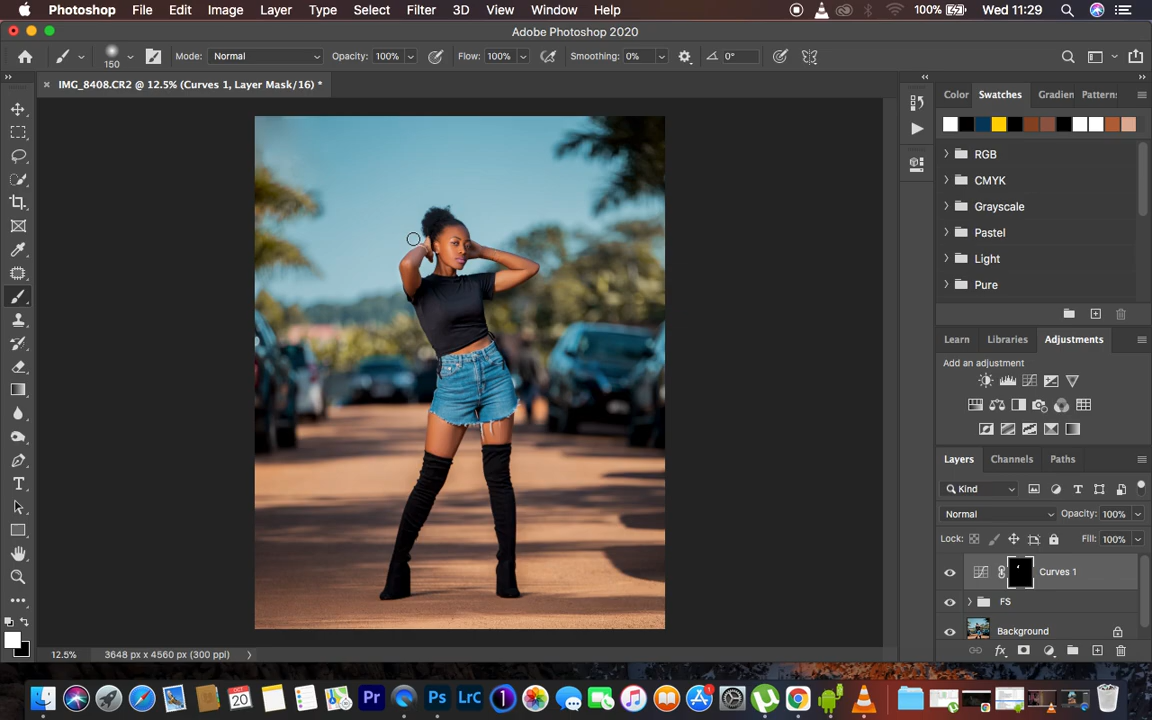 Photoshop File Edit Image Layer Type Select Filter 3D View Window Help 100% Wed 11:29
Adobe Photoshop 2020
150 Mode: Normal Opacity: 100% Flow: 100% Smoothing: 0% 0°
IMG_8408.CR2 @ 12.5% (Curves 1, Layer Mask/16) *
Color Swatches Gradien Pattern
RGB
CMYK
Grayscale
Pastel
Light
Pure
Learn Libraries Adjustments
Add an adjustment
Layers Channels Paths
Kind
Normal Opacity: 100%
Lock: Fill: 100%
Curves 1
FS
Background
12.5% 3648 px x 4560 px (300 ppi)
OCT
20
Pr Ps LrC 1